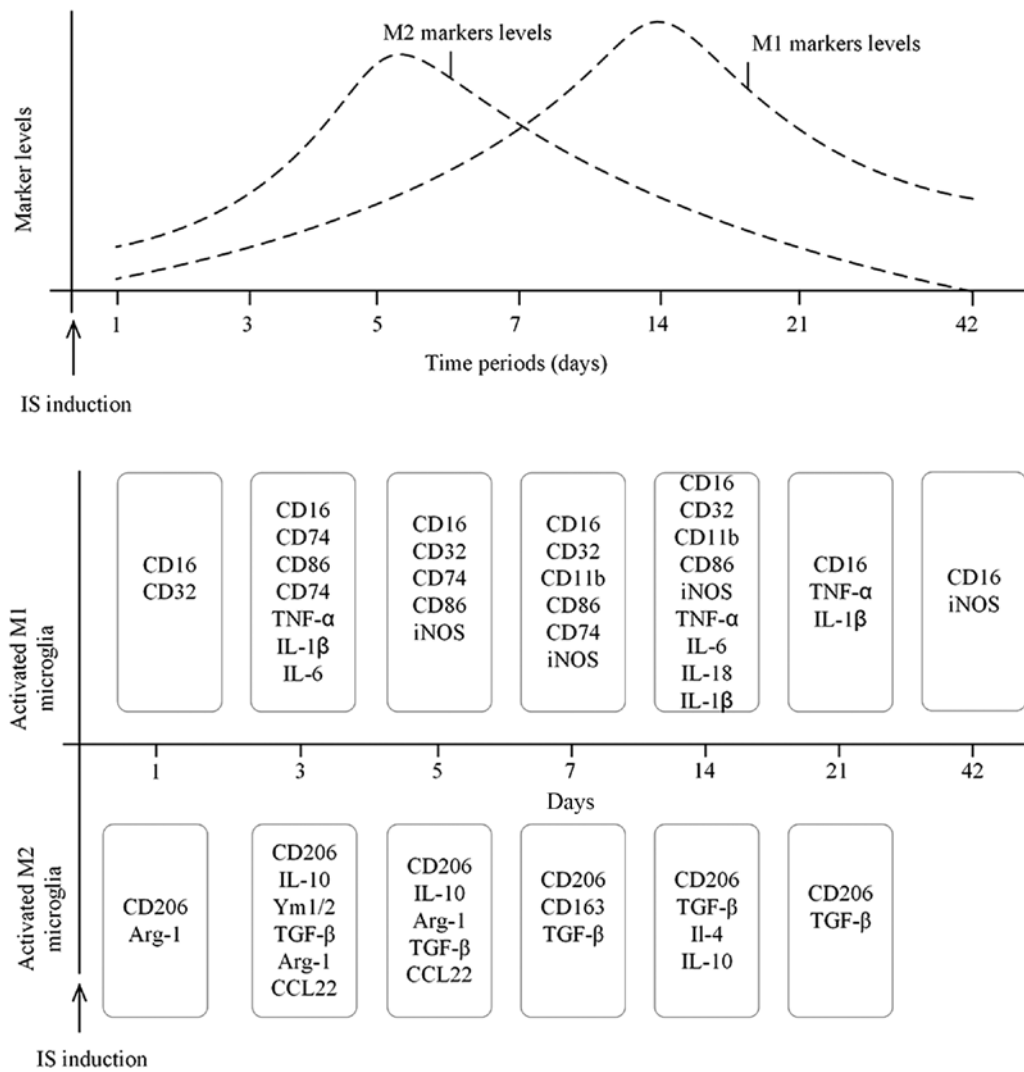 M2 markers levels
M1 markers levels
Marker levels
1 3 5 7 14 21 42
Time periods (days)
IS induction
Activated M1
microglia
CD16
CD32
CD16
CD74
CD86
CD74
TNF-α
IL-1β
IL-6
CD16
CD32
CD74
CD86
iNOS
CD16
CD32
CD11b
CD86
CD74
iNOS
CD16
CD32
CD11b
CD86
iNOS
TNF-α
IL-6
IL-18
IL-1β
CD16
TNF-α
IL-1β
CD16
iNOS
1 3 5 7 14 21 42
Days
Activated M2
microglia
CD206
Arg-1
CD206
IL-10
Ym1/2
TGF-β
Arg-1
CCL22
CD206
IL-10
Arg-1
TGF-β
CCL22
CD206
CD163
TGF-β
CD206
TGF-β
Il-4
IL-10
CD206
TGF-β
IS induction